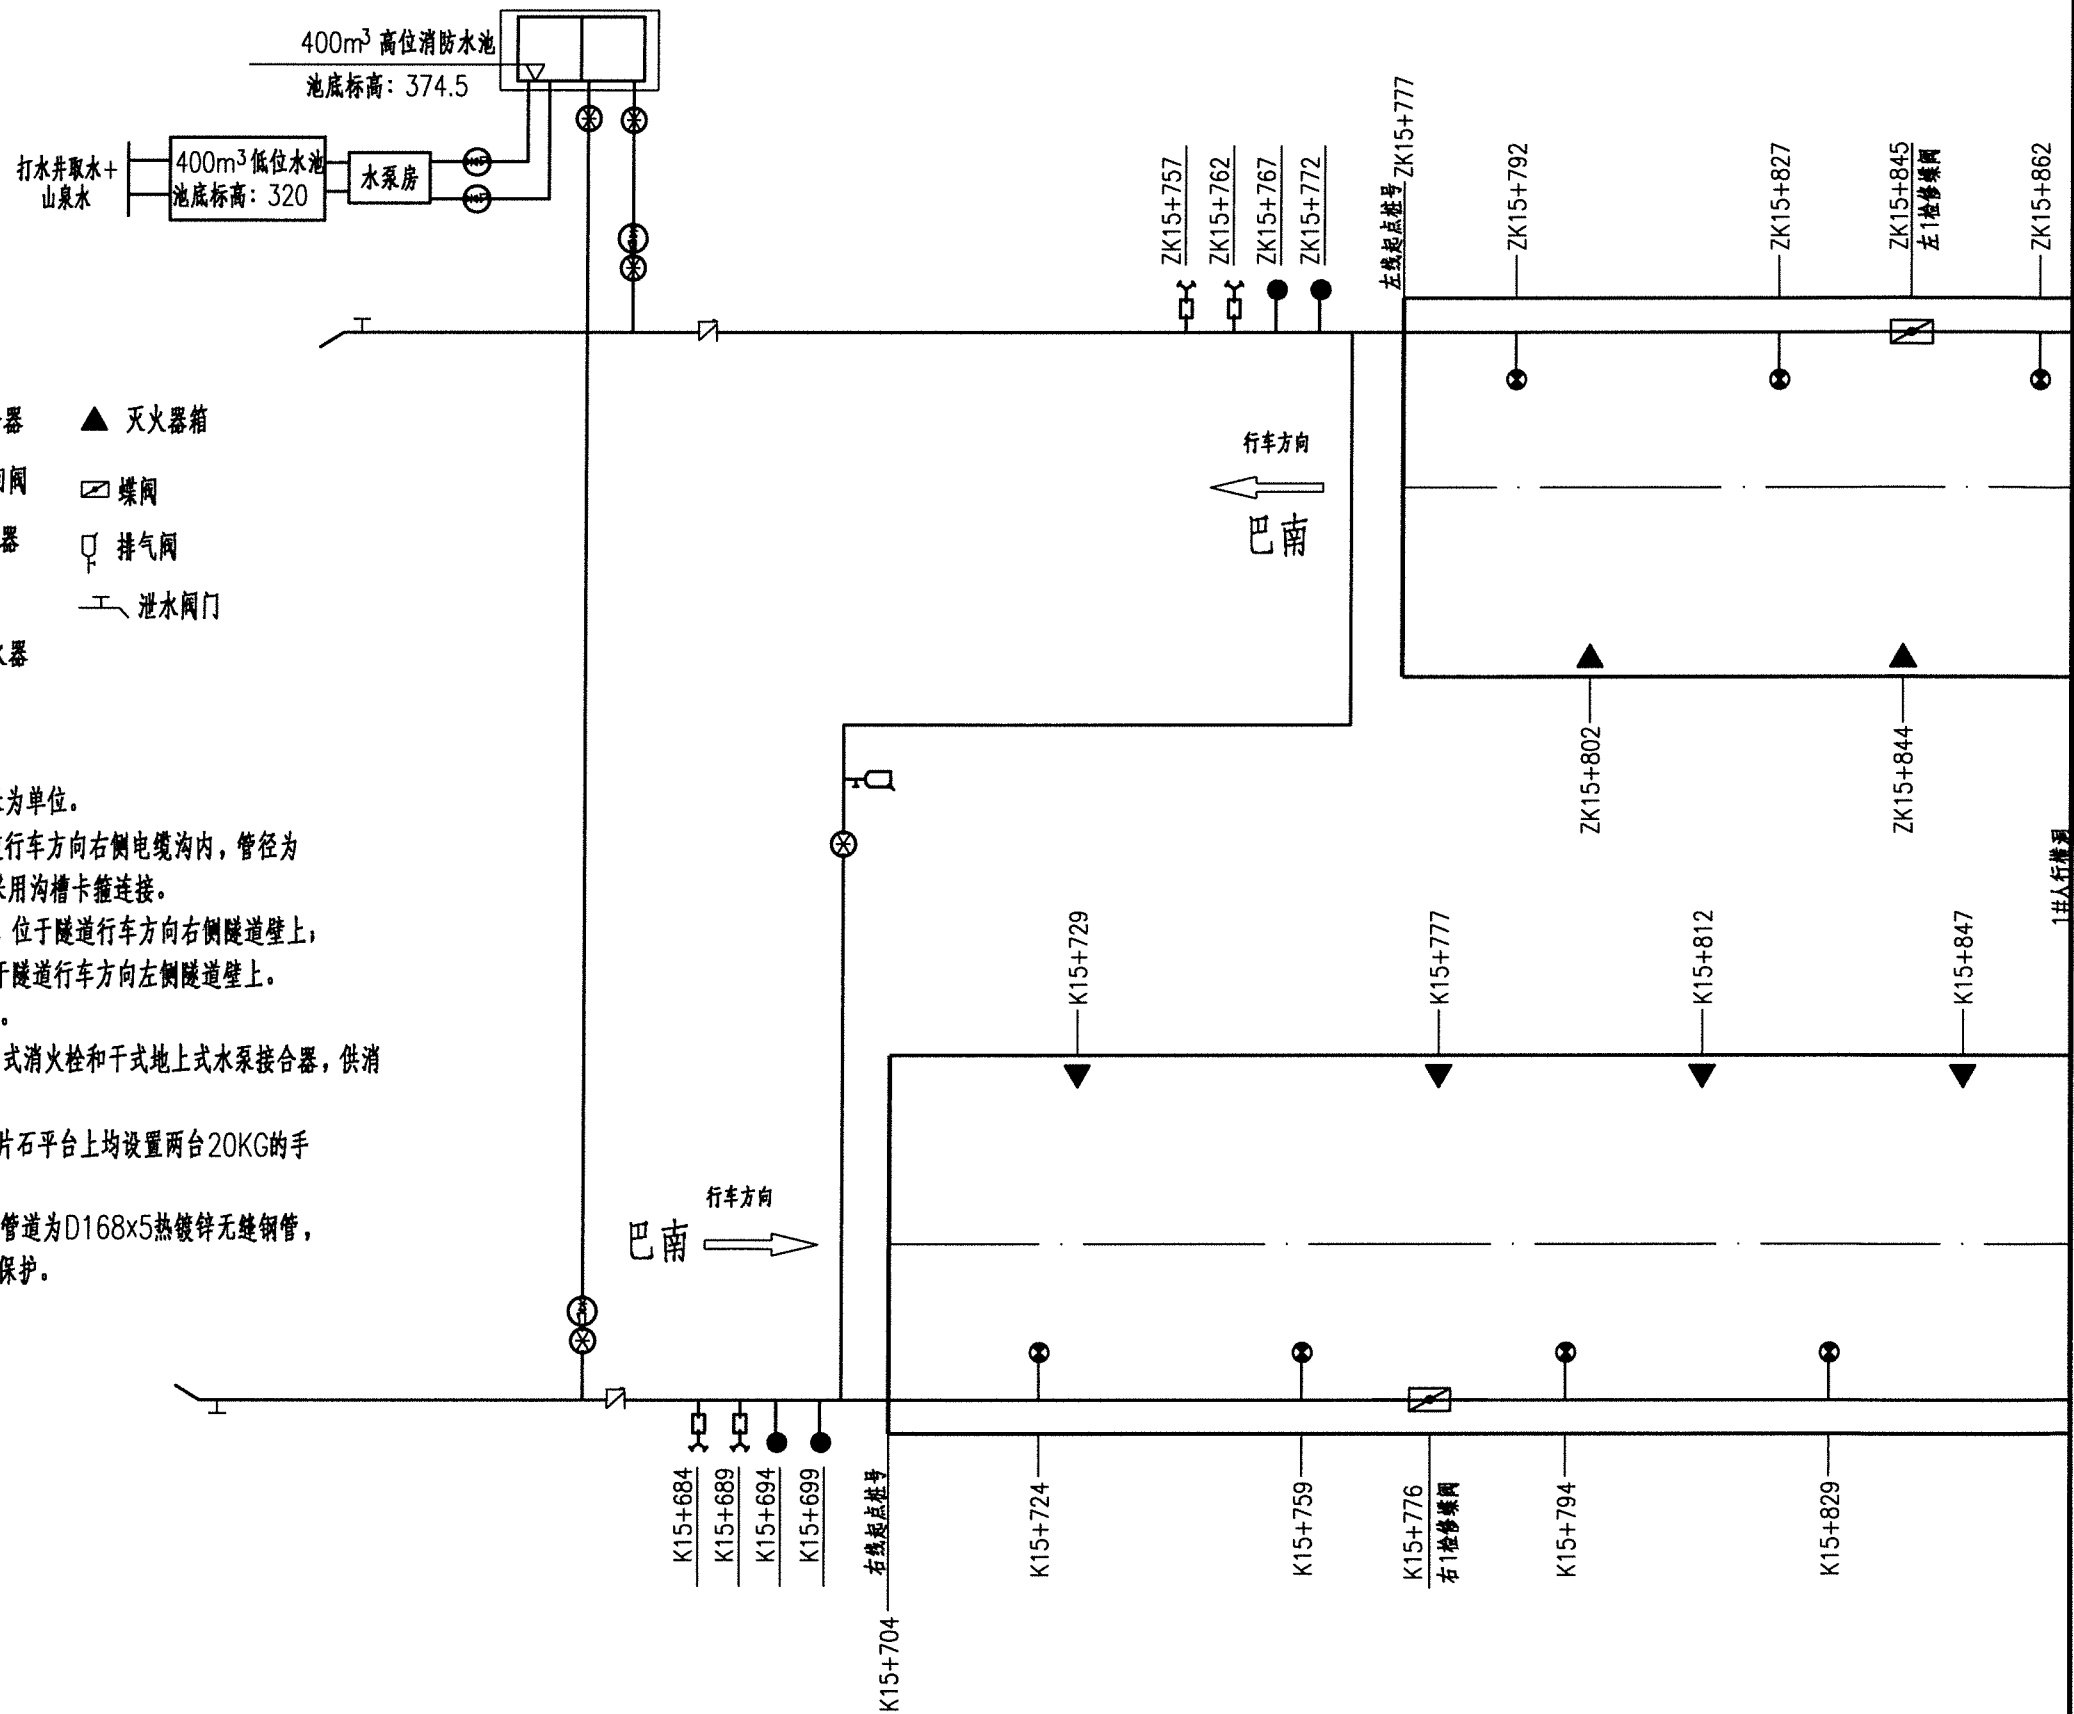 400m³ 高位消防水池
池底标高：374.5
打水井取水+
山泉水
400m³ 低位水池
池底标高：320
水泵房
ZK15+757
ZK15+762
ZK15+767
ZK15+772
左线起点桩号
ZK15+777
ZK15+792
ZK15+827
ZK15+845
左1检修蝶阀
ZK15+862
器
灭火器箱
阀
蝶阀
器
排气阀
泄水阀门
器
行车方向
巴南
ZK15+802
ZK15+844
为单位。
行车方向右侧电缆沟内，管径为
采用沟槽卡箍连接。
位于隧道行车方向右侧隧道壁上；
于隧道行车方向左侧隧道壁上。
。
式消火栓和干式地上式水泵接合器，供消
片石平台上均设置两台20KG的手
管道为D168x5热镀锌无缝钢管，
保护。
1#人行横洞
K15+729
K15+777
K15+812
K15+847
行车方向
巴南
K15+684
K15+689
K15+694
K15+699
右线起点桩号
K15+704
K15+724
K15+759
K15+776
右1检修蝶阀
K15+794
K15+829